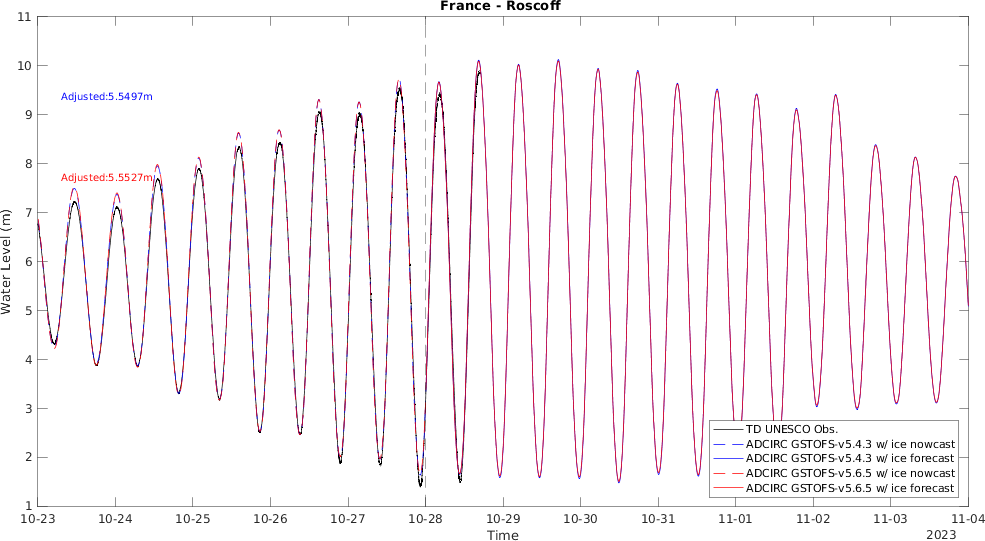 France - Roscoff
11
10
9
8
7
6
5
4
3
2
1
Water Level (m)
Adjusted:5.5497m
Adjusted:5.5527m
TD UNESCO Obs.
ADCIRC GSTOFS-v5.4.3 w/ ice nowcast
ADCIRC GSTOFS-v5.4.3 w/ ice forecast
ADCIRC GSTOFS-v5.6.5 w/ ice nowcast
ADCIRC GSTOFS-v5.6.5 w/ ice forecast
10-23 10-24 10-25 10-26 10-27 10-28 10-29 10-30 10-31 11-01 11-02 11-03 11-04
Time
2023